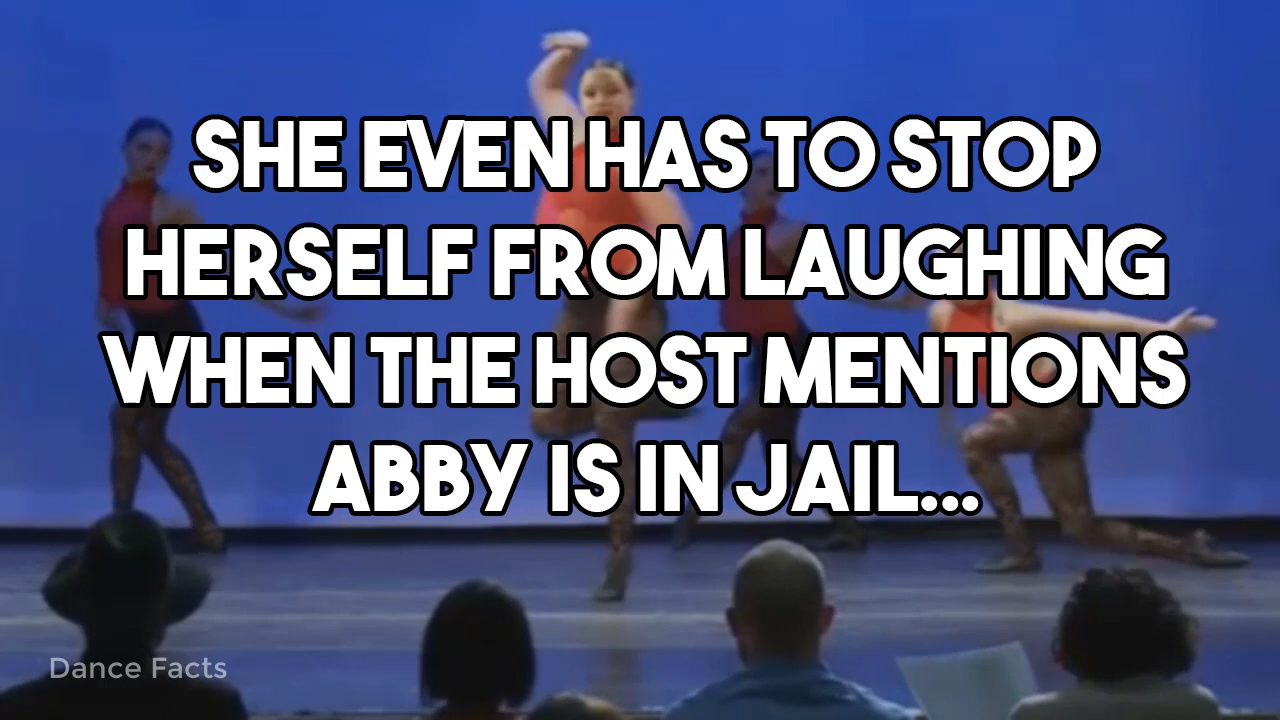 SHE EVEN HAS TO STOP
HERSELF FROM LAUGHING
WHEN THE HOST MENTIONS
ABBY IS IN JAIL...
Dance Facts